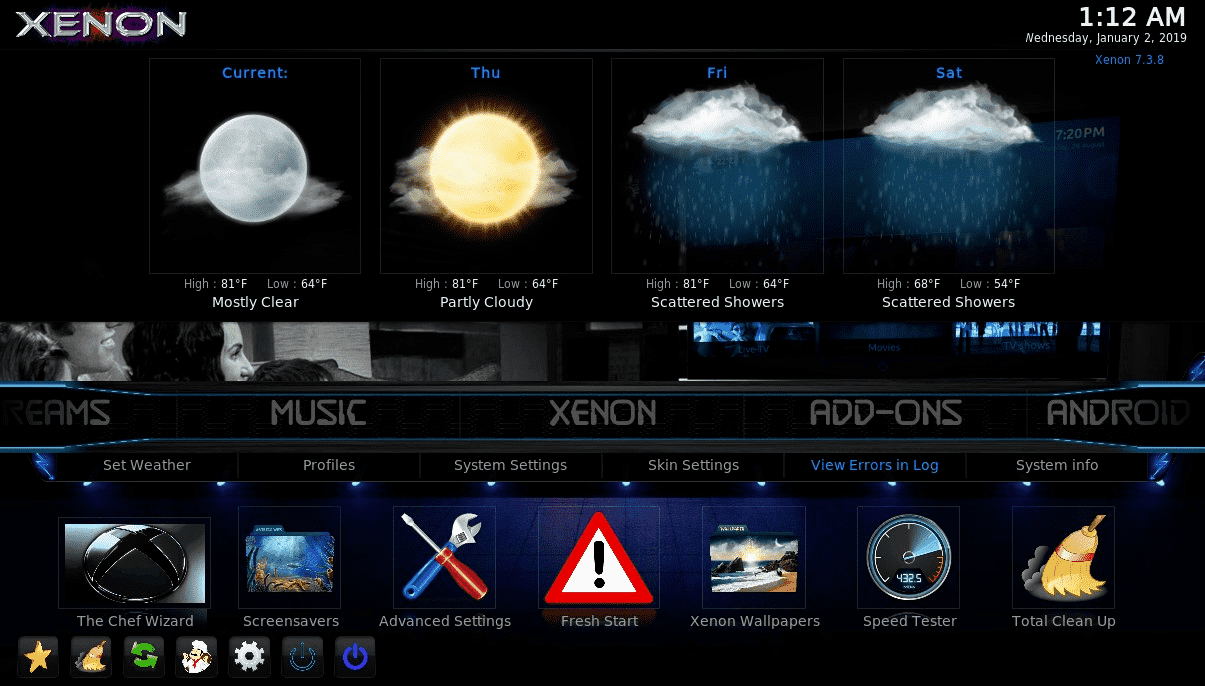 XENON
1:12 AM
Wednesday, January 2, 2019
Xenon 7.3.8
Current:
Thu
Fri
Sat
7:20PM
High : 81°F Low : 64°F
High : 81°F Low : 64°F
High : 81°F Low : 64°F
High : 68°F Low : 54°F
Mostly Clear
Partly Cloudy
Scattered Showers
Scattered Showers
Live TV
Movies
TV shows
REAMS
MUSIC
XENON
ADD-ONS
ANDROID
Set Weather
Profiles
System Settings
Skin Settings
View Errors in Log
System info
432.5
The Chef Wizard
Screensavers
Advanced Settings
Fresh Start
Xenon Wallpapers
Speed Tester
Total Clean Up